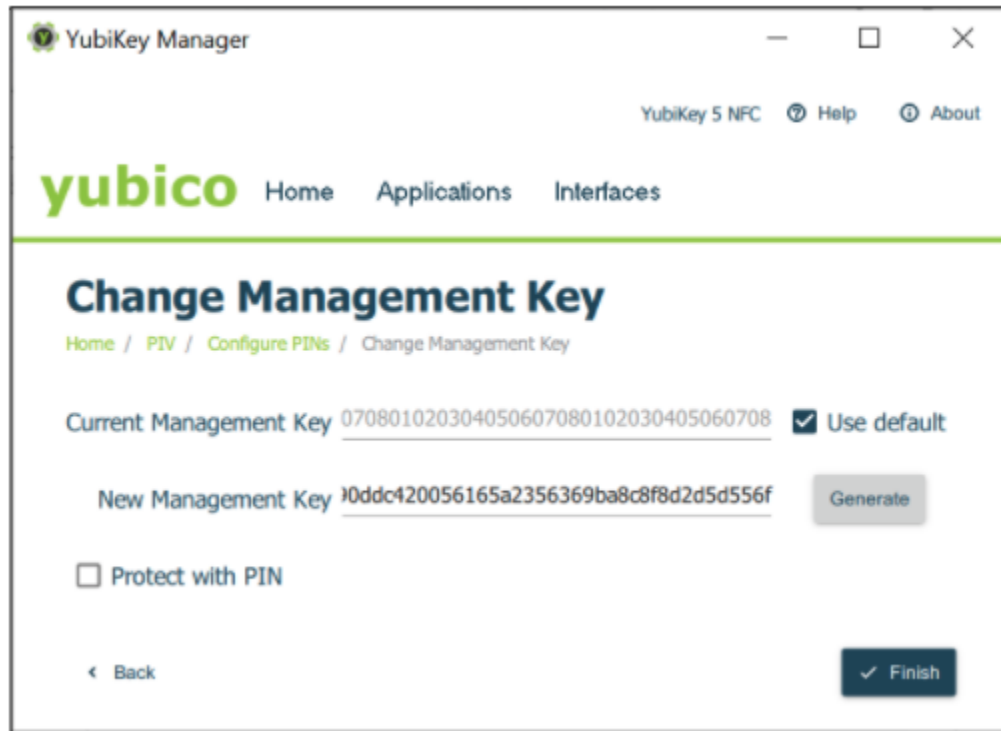 YubiKey Manager
YubiKey 5 NFC Help About
yubico Home Applications Interfaces
Change Management Key
Home / PIV / Configure PINs / Change Management Key
Current Management Key 070801020304050607080102030405060708 Use default
New Management Key 90ddc420056165a2356369ba8c8f8d2d5d556f Generate
Protect with PIN
Back
Finish